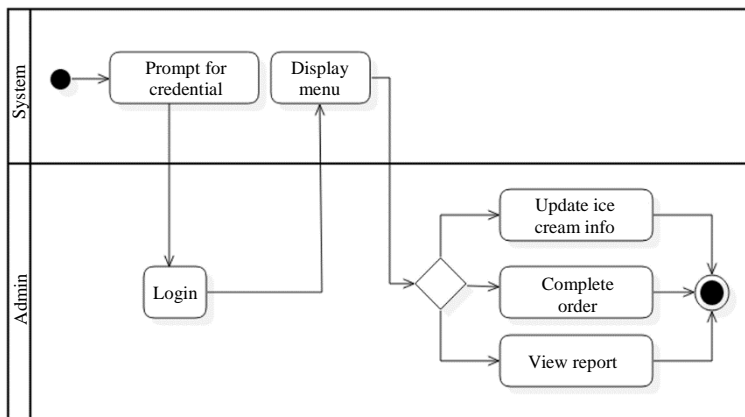 System
Prompt for
credential
Display
menu
Admin
Login
Update ice
cream info
Complete
order
View report